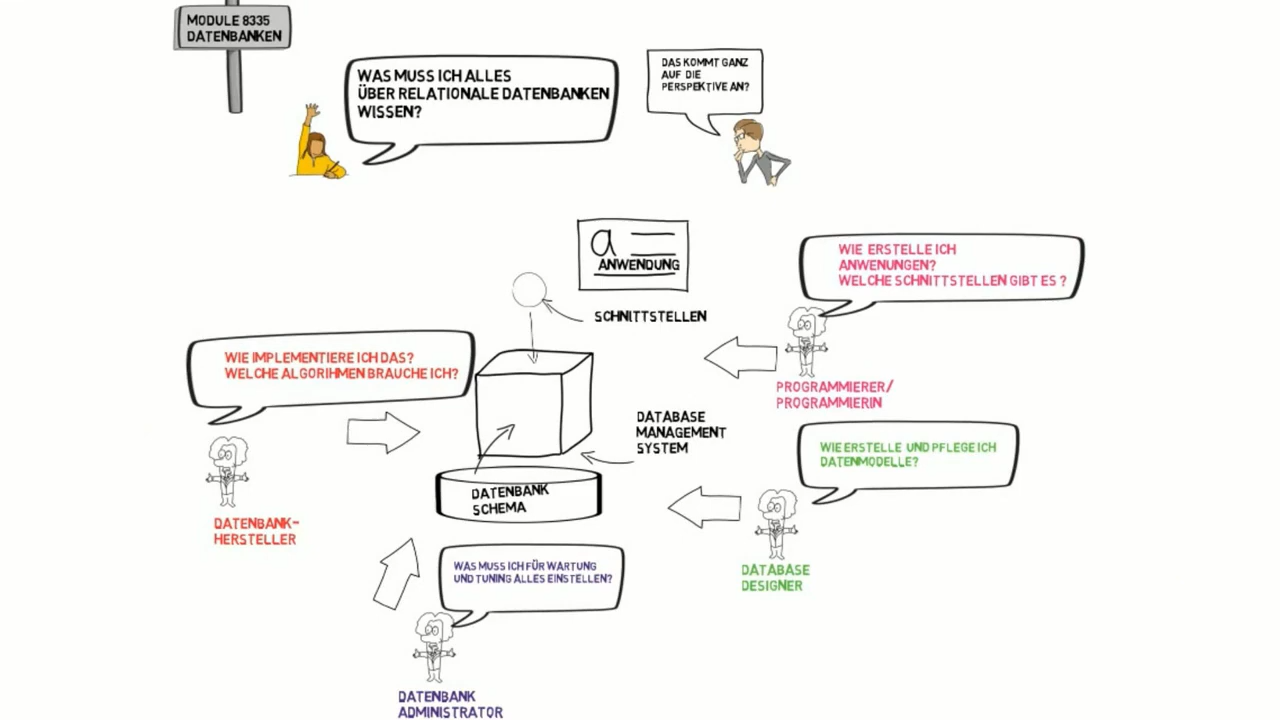 MODULE 8335
DATENBANKEN
WAS MUSS ICH ALLES
ÜBER RELATIONALE DATENBANKEN
WISSEN?
DAS KOMMT GANZ
AUF DIE
PERSPEKTIVE AN?
a
ANWENDUNG
SCHNITTSTELLEN
WIE ERSTELLE ICH
ANWENUNGEN?
WELCHE SCHNITTSTELLEN GIBT ES ?
PROGRAMMIERER/
PROGRAMMIERIN
WIE IMPLEMENTIERE ICH DAS?
WELCHE ALGORIHMEN BRAUCHE ICH?
DATENBANK-
HERSTELLER
DATABASE
MANAGEMENT
SYSTEM
DATENBANK
SCHEMA
WIE ERSTELLE UND PFLEGE ICH
DATENMODELLE?
DATABASE
DESIGNER
WAS MUSS ICH FÜR WARTUNG
UND TUNING ALLES EINSTELLEN?
DATENBANK
ADMINISTRATOR